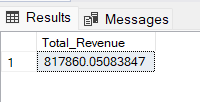 Results Messages
Total_Revenue
1 817860.05083847